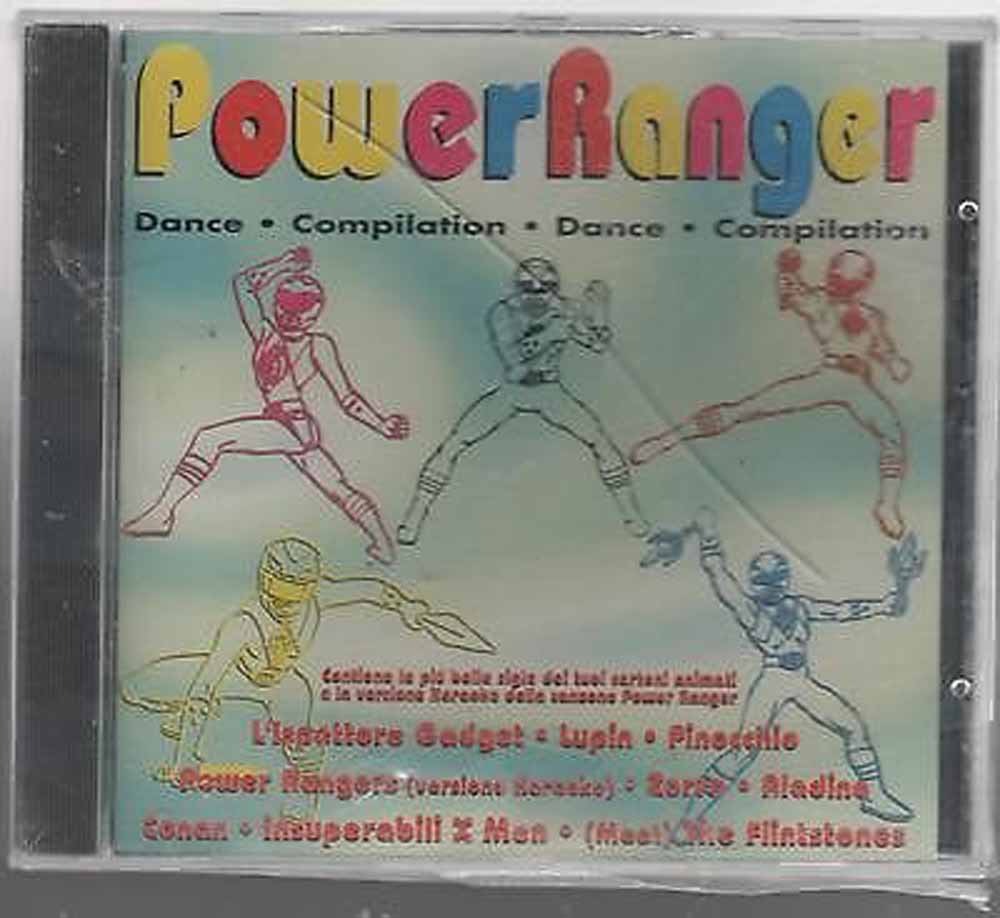 PowerRanger
Dance • Compilation • Dance • Compilation
Contiene le più belle sigle dei tuoi cartoni animati
e la versione Karaoke della canzone Power Ranger
L'Ispettore Gadget • Lupin • Pinocchio
Power Rangers (versione Karaoke) • Zorro • Aladino
Conan • Insuperabili X Men • (Meet) The Flintstones